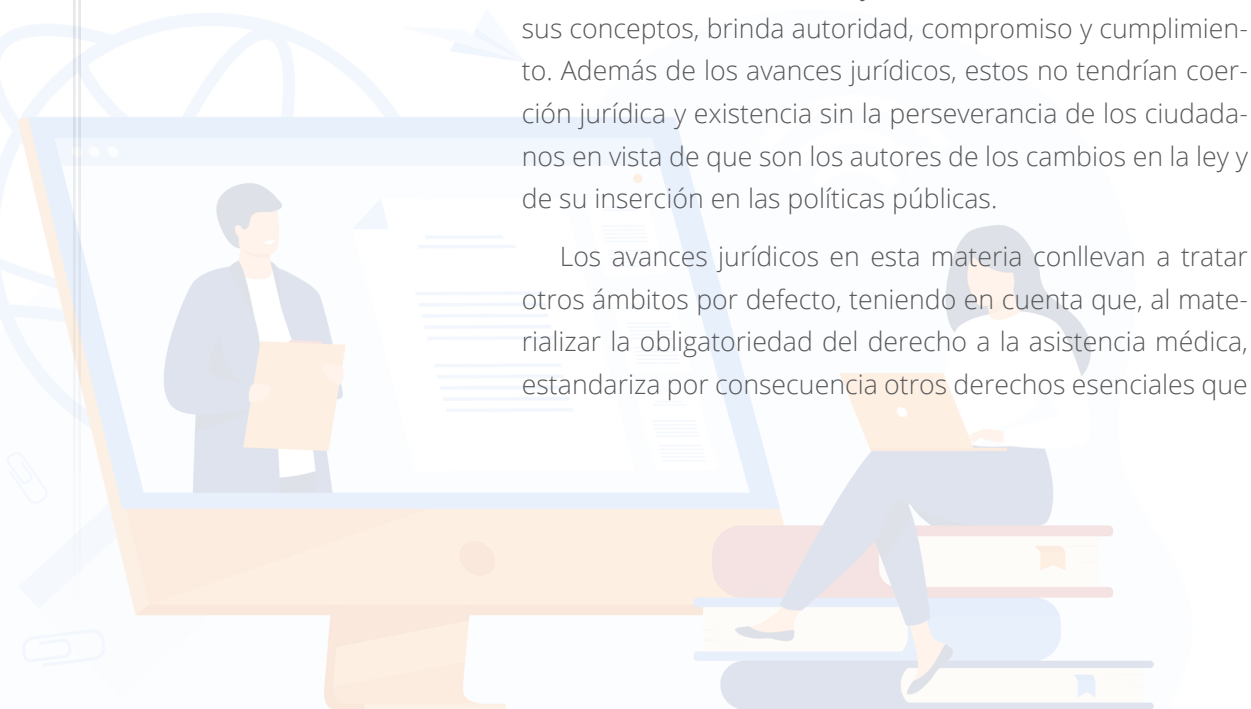 sus conceptos, brinda autoridad, compromiso y cumplimien-
to. Además de los avances jurídicos, estos no tendrían coer-
ción jurídica y existencia sin la perseverancia de los ciudada-
nos en vista de que son los autores de los cambios en la ley y
de su inserción en las políticas públicas.
Los avances jurídicos en esta materia conllevan a tratar
otros ámbitos por defecto, teniendo en cuenta que, al mate-
rializar la obligatoriedad del derecho a la asistencia médica,
estandariza por consecuencia otros derechos esenciales que